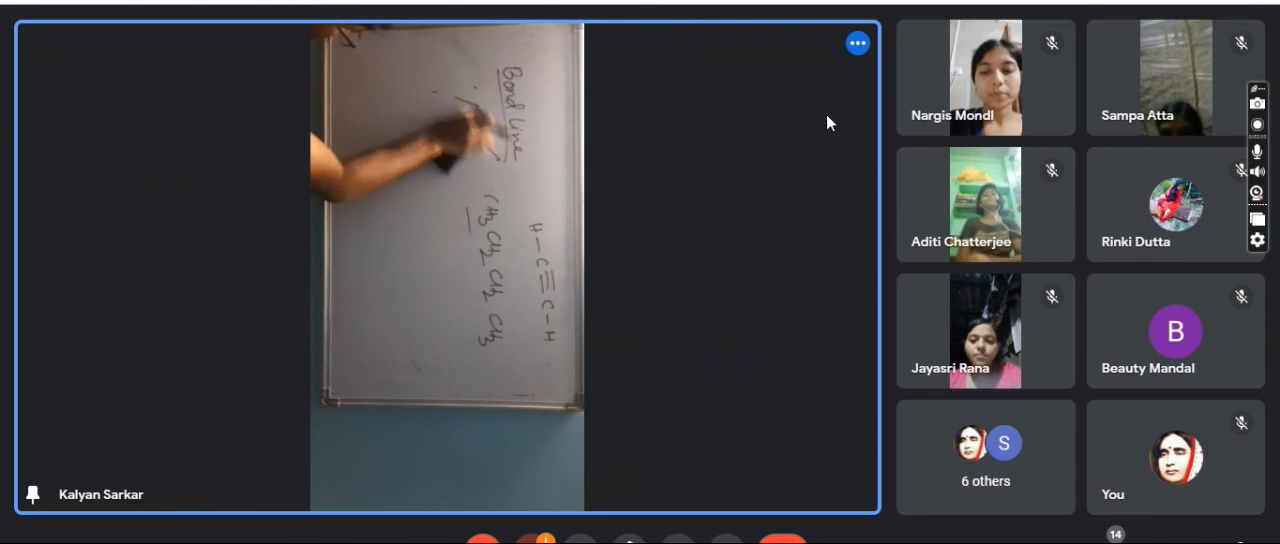 Bond Line
H-C≡C-H
CH3 CH2 CH2 CH3
Kalyan Sarkar
Nargis Mondl
Sampa Atta
Aditi Chatterjee
Rinki Dutta
Jayasri Rana
B
Beauty Mandal
S
6 others
You
14